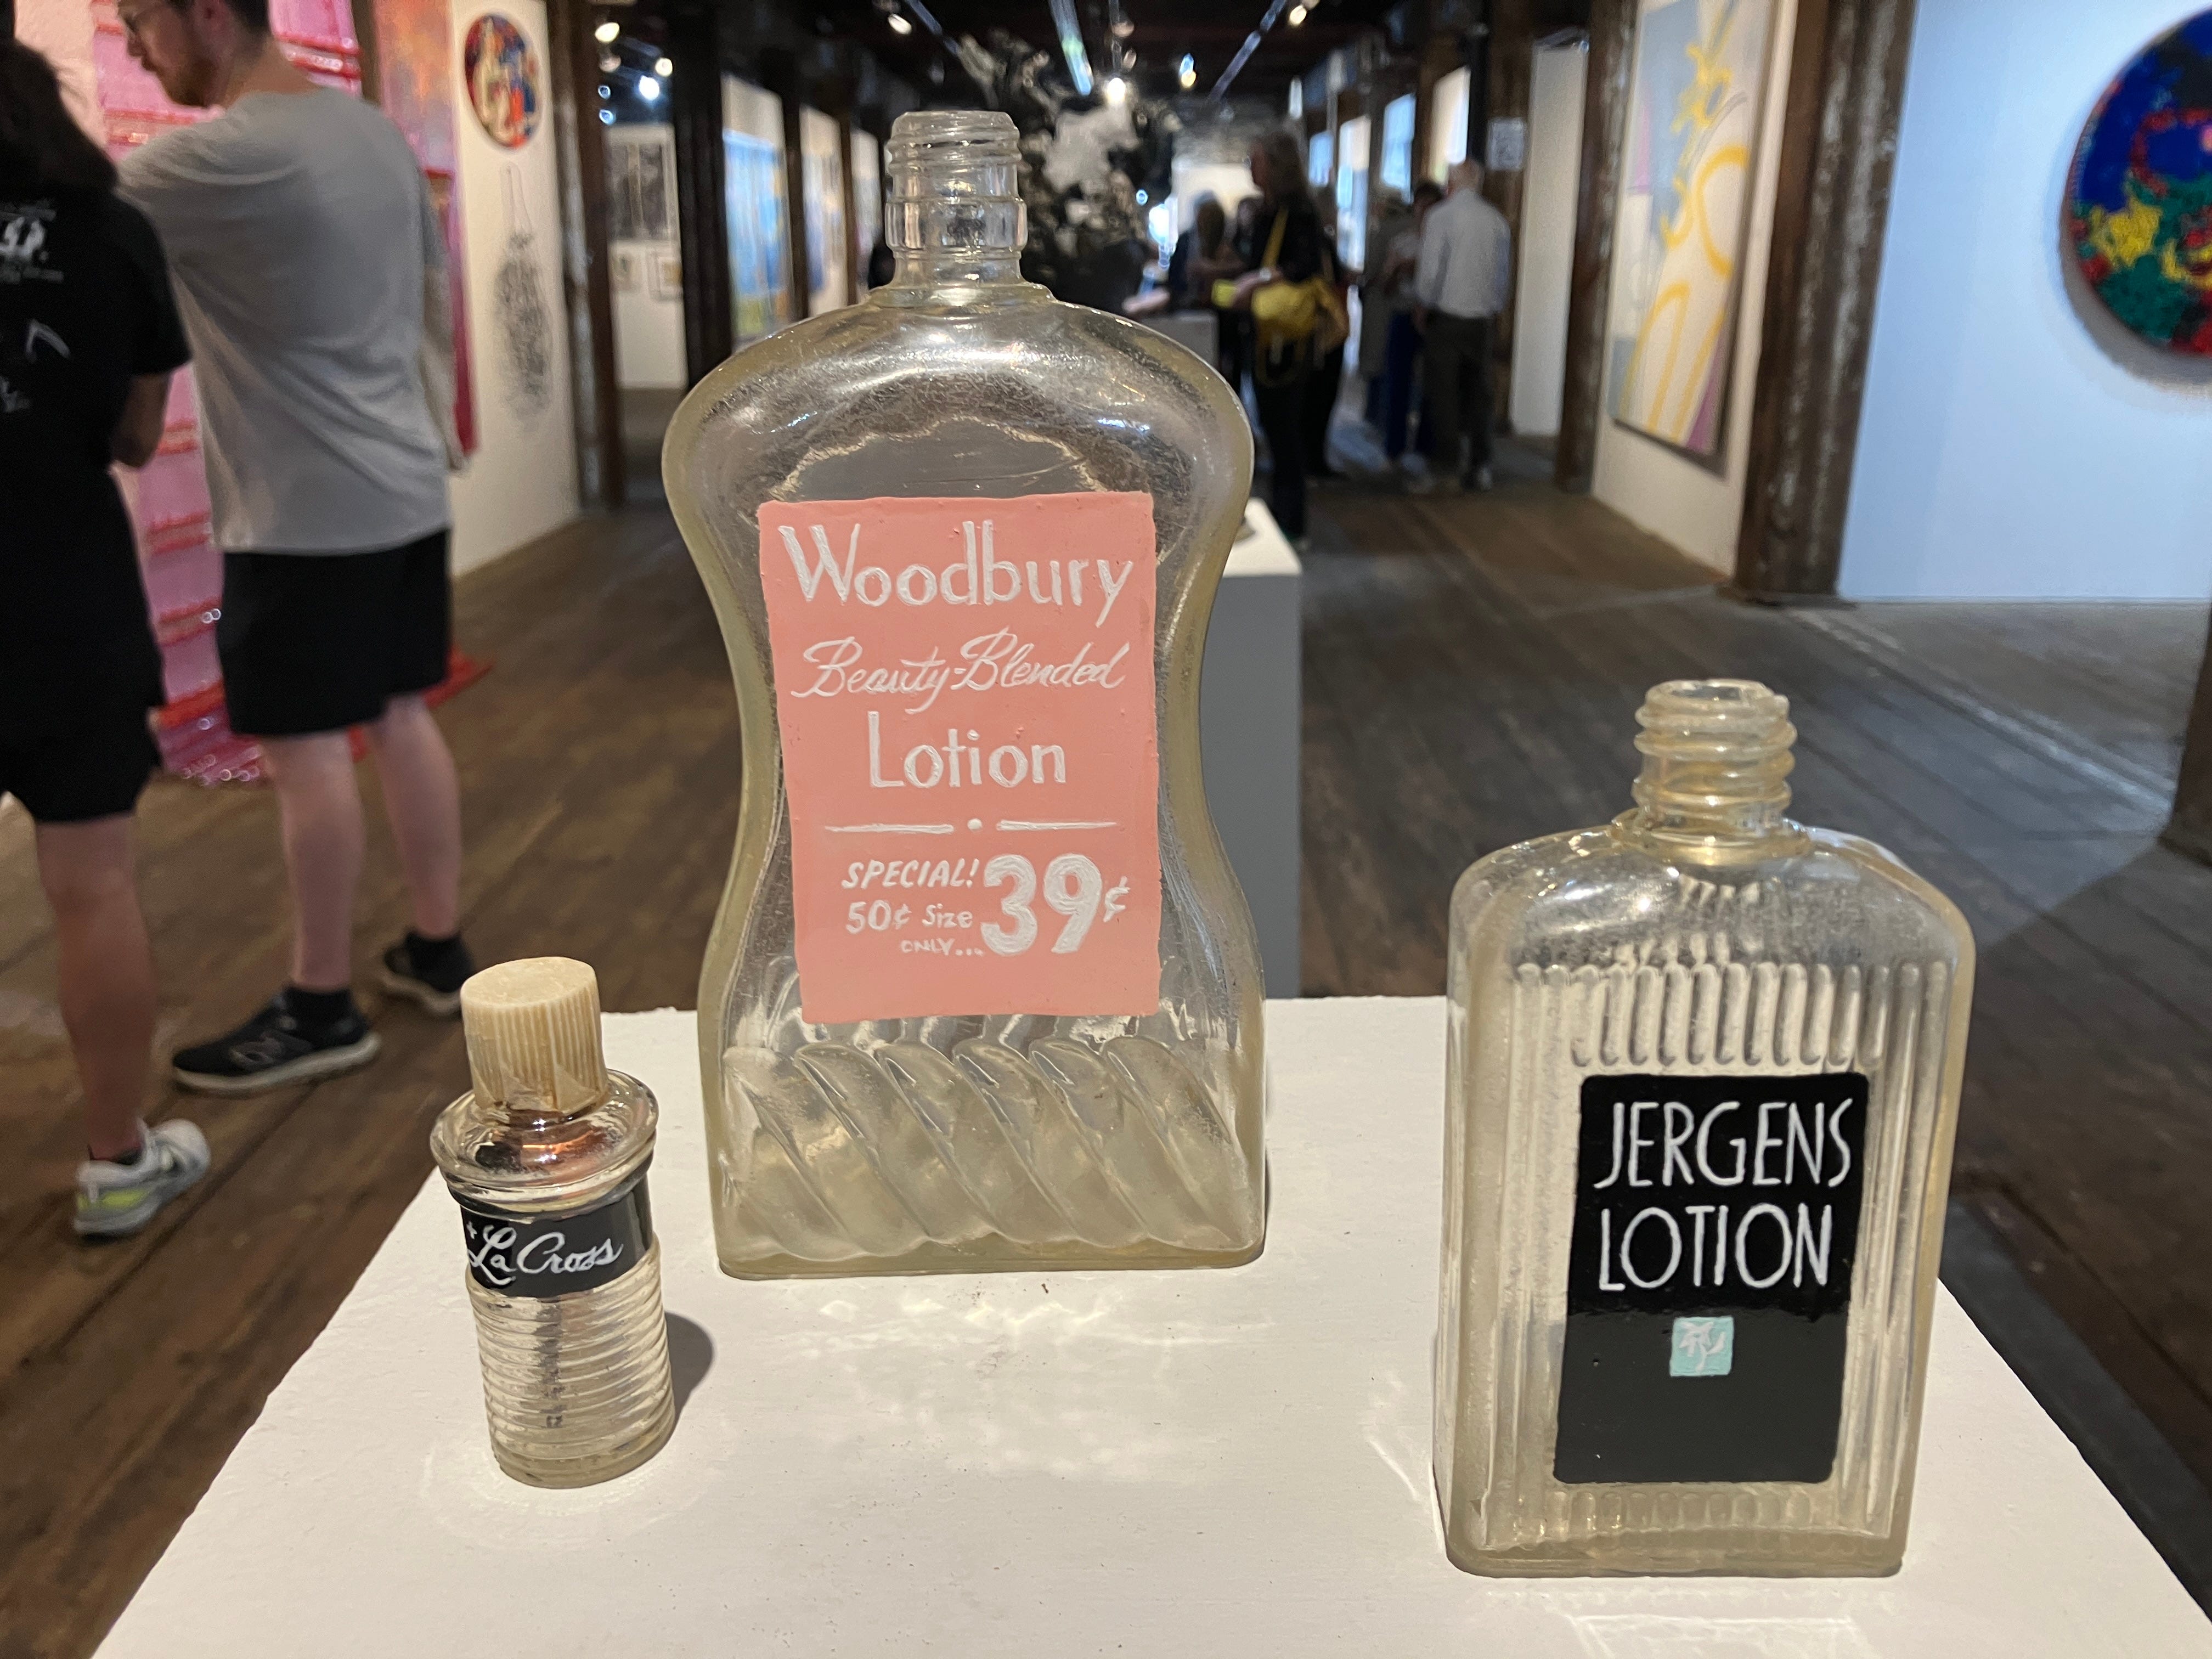 Woodbury
Beauty-Blended
Lotion
SPECIAL!
50¢ Size
ONLY...
39¢
La Cross
JERGENS
LOTION